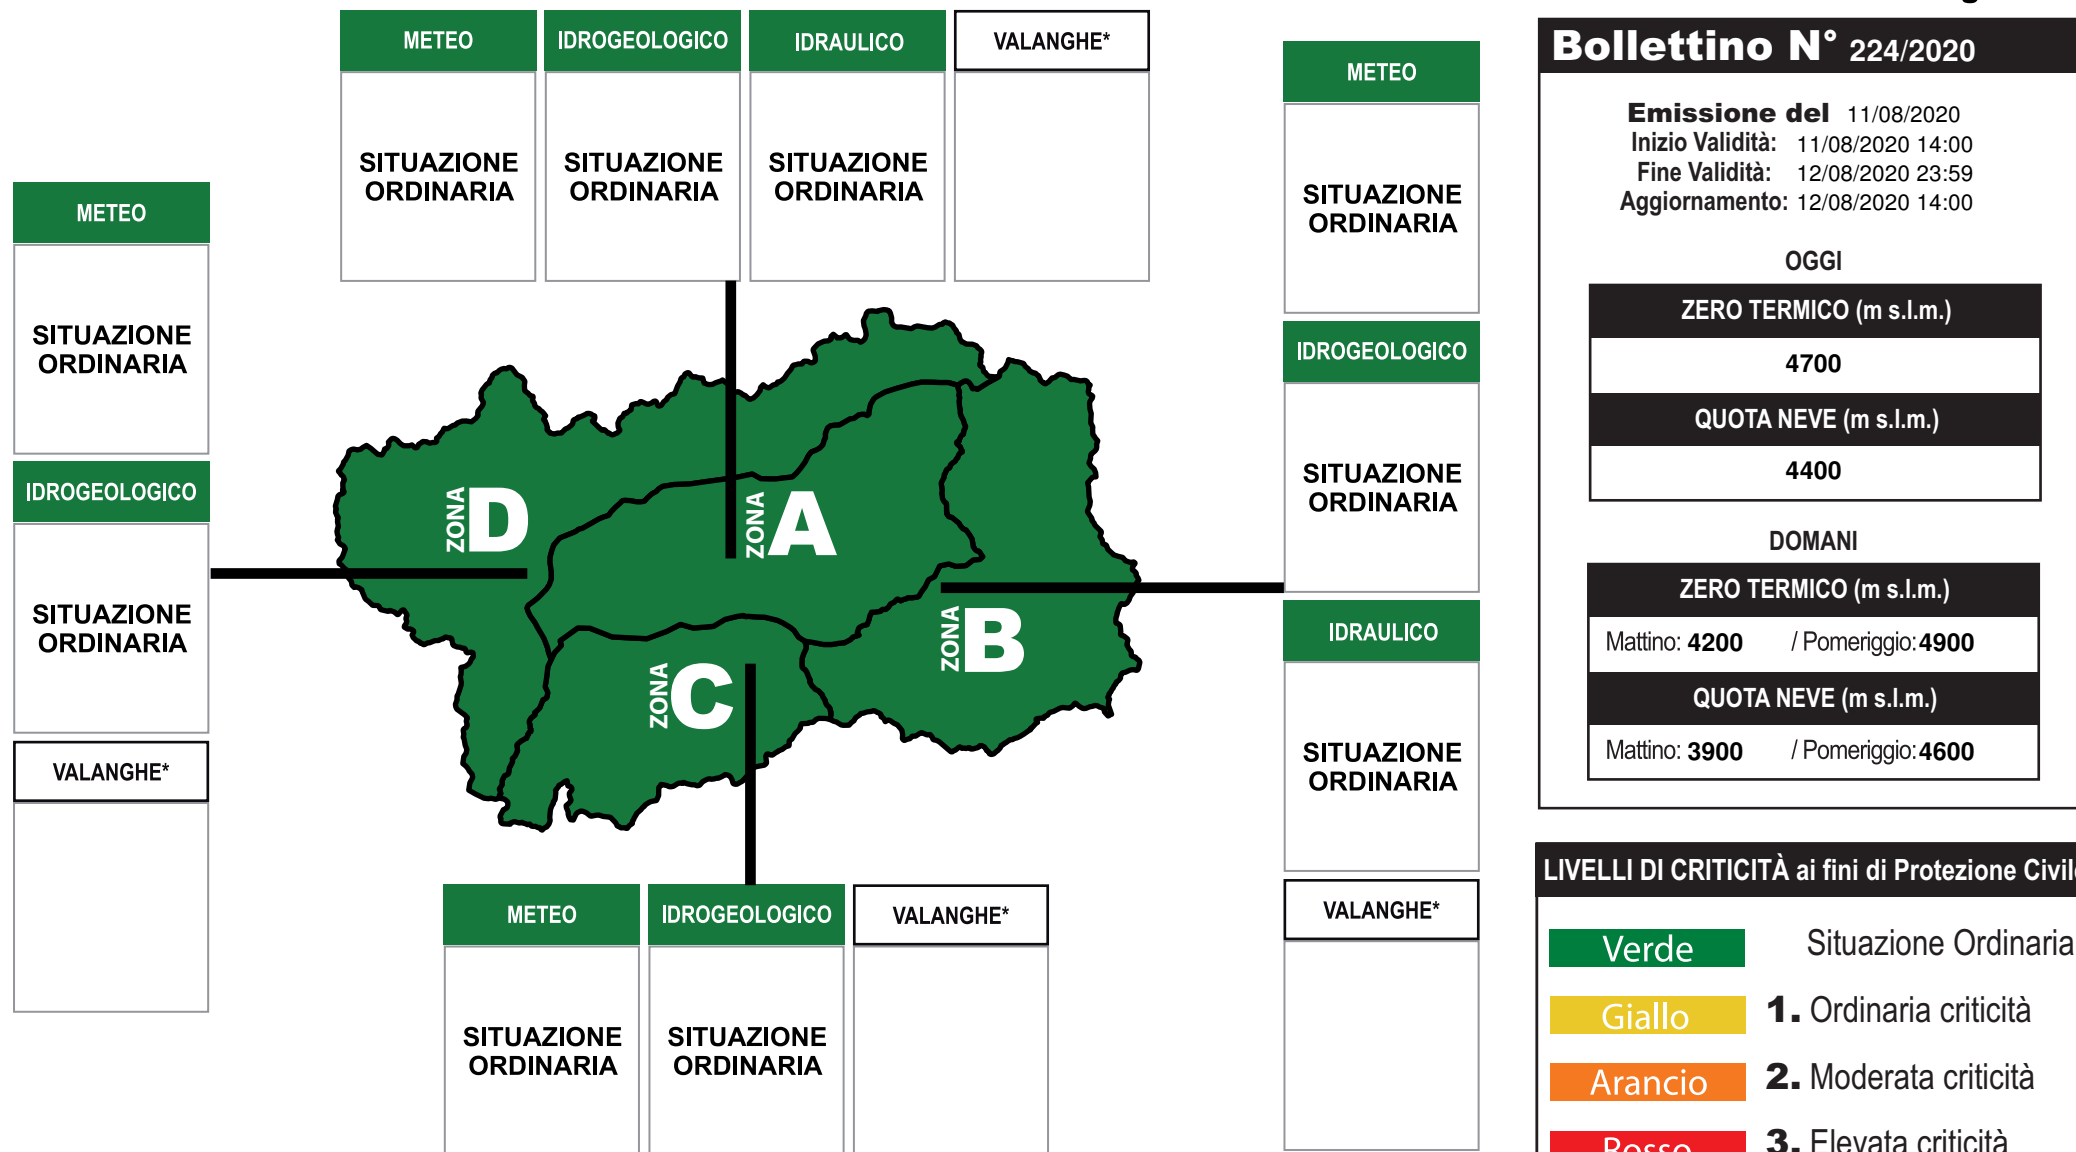 METEO IDROGEOLOGICO IDRAULICO VALANGHE*
SITUAZIONE ORDINARIA
SITUAZIONE ORDINARIA
SITUAZIONE ORDINARIA
METEO
SITUAZIONE
ORDINARIA
IDROGEOLOGICO
SITUAZIONE
ORDINARIA
VALANGHE*
ZONA D
ZONA A
ZONA B
ZONA C
METEO
SITUAZIONE
ORDINARIA
IDROGEOLOGICO
SITUAZIONE
ORDINARIA
IDRAULICO
SITUAZIONE
ORDINARIA
VALANGHE*
METEO IDROGEOLOGICO VALANGHE*
SITUAZIONE ORDINARIA
SITUAZIONE ORDINARIA
Bollettino N° 224/2020
Emissione del 11/08/2020
Inizio Validità: 11/08/2020 14:00
Fine Validità: 12/08/2020 23:59
Aggiornamento: 12/08/2020 14:00
OGGI
ZERO TERMICO (m s.l.m.)
4700
QUOTA NEVE (m s.l.m.)
4400
DOMANI
ZERO TERMICO (m s.l.m.)
Mattino: 4200 / Pomeriggio: 4900
QUOTA NEVE (m s.l.m.)
Mattino: 3900 / Pomeriggio: 4600
LIVELLI DI CRITICITÀ ai fini di Protezione Civile
Verde Situazione Ordinaria
Giallo 1. Ordinaria criticità
Arancio 2. Moderata criticità
Rosso 3. Elevata criticità